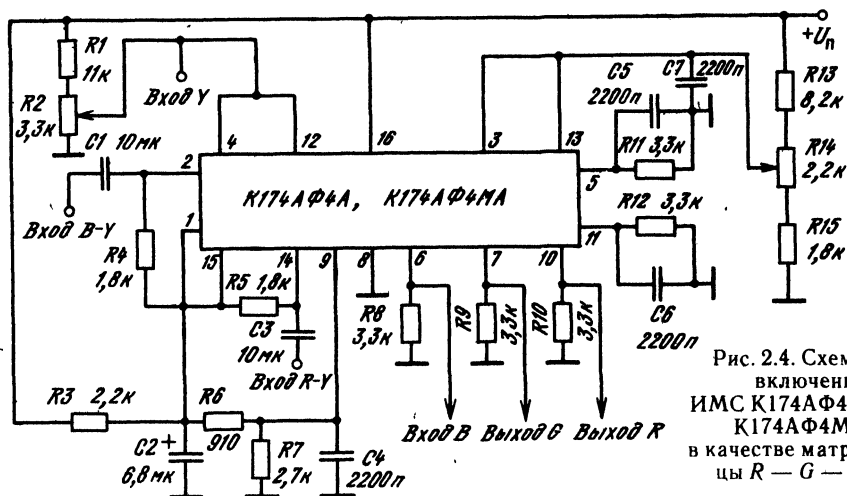 R1
11к
R2
3,3к
Вход Y
C1 10 мк
Вход B-Y
R4
1,8к
4
12
16
3
13
2
1
К174АФ4А, К174АФ4МА
5
11
15
14
9
8
6
7
10
C5
2200п
C7 2200п
R11 3,3к
R12 3,3к
C6
2200п
+Uп
R13
8,2к
R14
2,2к
R15
1,8к
R5 1,8к
C3
10мк
Вход R-Y
R8
3,3к
R9
3,3к
R10
3,3к
Вход B Выход G Выход R
R3 2,2к
R6
910
C2 +
6,8 мк
R7
2,7к
C4
2200п
Рис. 2.4. Схем
включени
ИМС К174АФ4
К174АФ4М
в качестве матр
цы R — G —